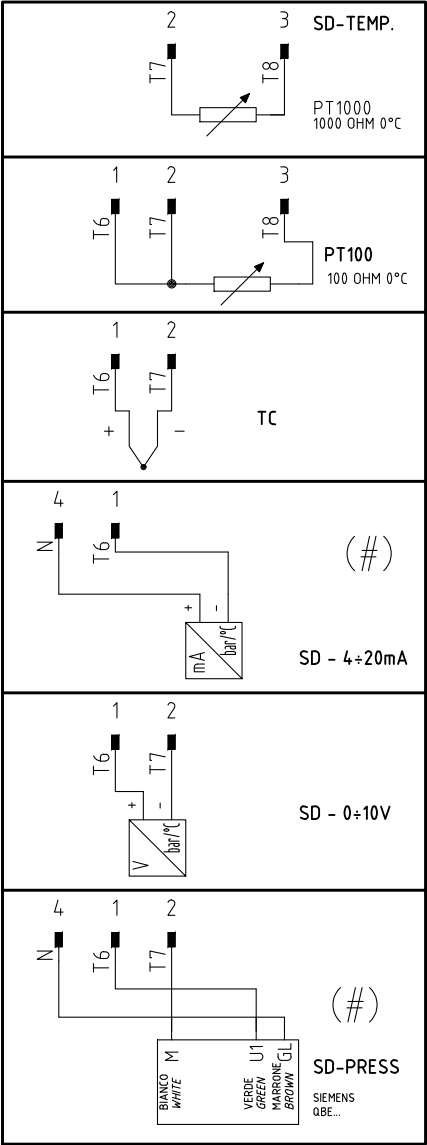 2 3 SD-TEMP.
T7 T8
PT1000
1000 OHM 0°C
1 2 3
T6 T7 T8
PT100
100 OHM 0°C
1 2
T6 T7
+ - TC
4 1
N T6
(#)
+ -
mA bar/°C
SD - 4÷20mA
1 2
T6 T7
+ -
V bar/°C
SD - 0÷10V
4 1 2
N T6 T7
(#)
M U1 GL
BIANCO
WHITE
VERDE
GREEN
MARRONE
BROWN
SD-PRESS
SIEMENS
QBE...